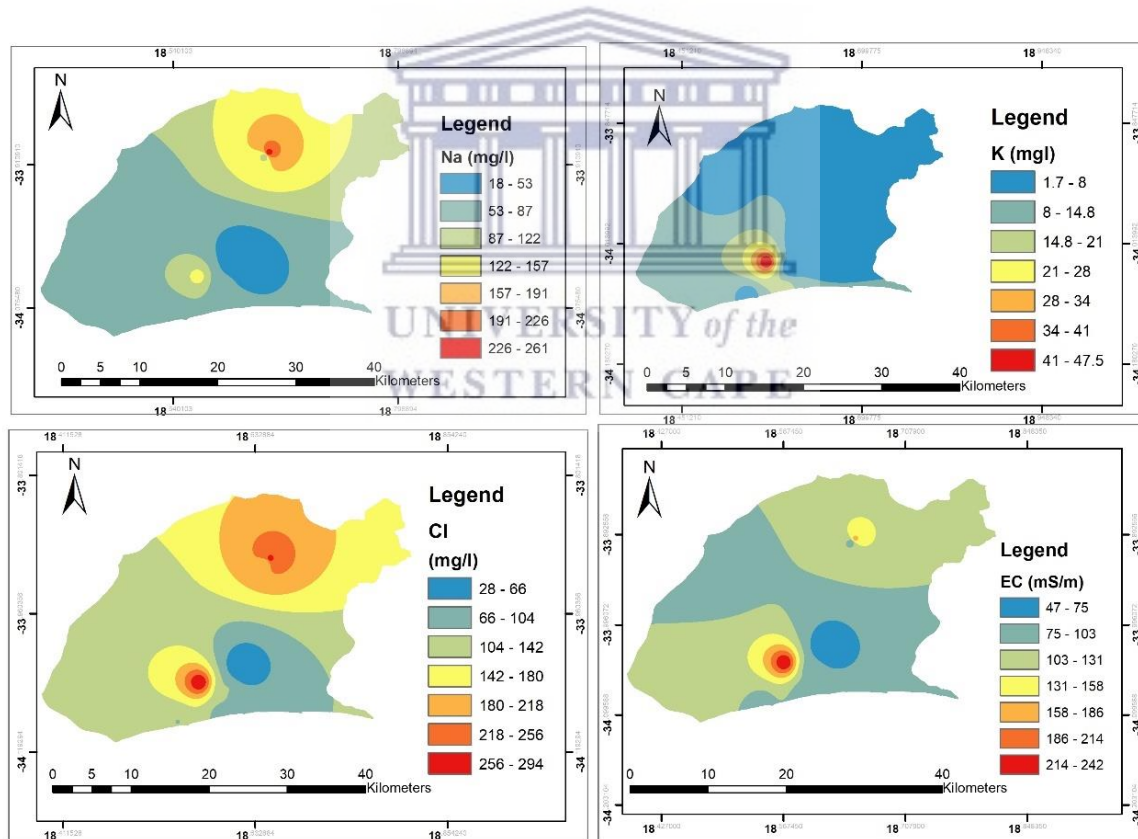 N
Legend
Na (mg/l)
18 - 53
53 - 87
87 - 122
122 - 157
157 - 191
191 - 226
226 - 261
0 5 10 20 30 40
Kilometers
N
Legend
K (mgl)
1.7 - 8
8 - 14.8
14.8 - 21
21 - 28
28 - 34
34 - 41
41 - 47.5
0 5 10 20 30 40
Kilometers
UNIVERSITY of the
WESTERN CAPE
N
Legend
Cl
(mg/l)
28 - 66
66 - 104
104 - 142
142 - 180
180 - 218
218 - 256
256 - 294
0 5 10 20 30 40
Kilometers
N
Legend
EC (mS/m)
47 - 75
75 - 103
103 - 131
131 - 158
158 - 186
186 - 214
214 - 242
0 10 20 40
Kilometers